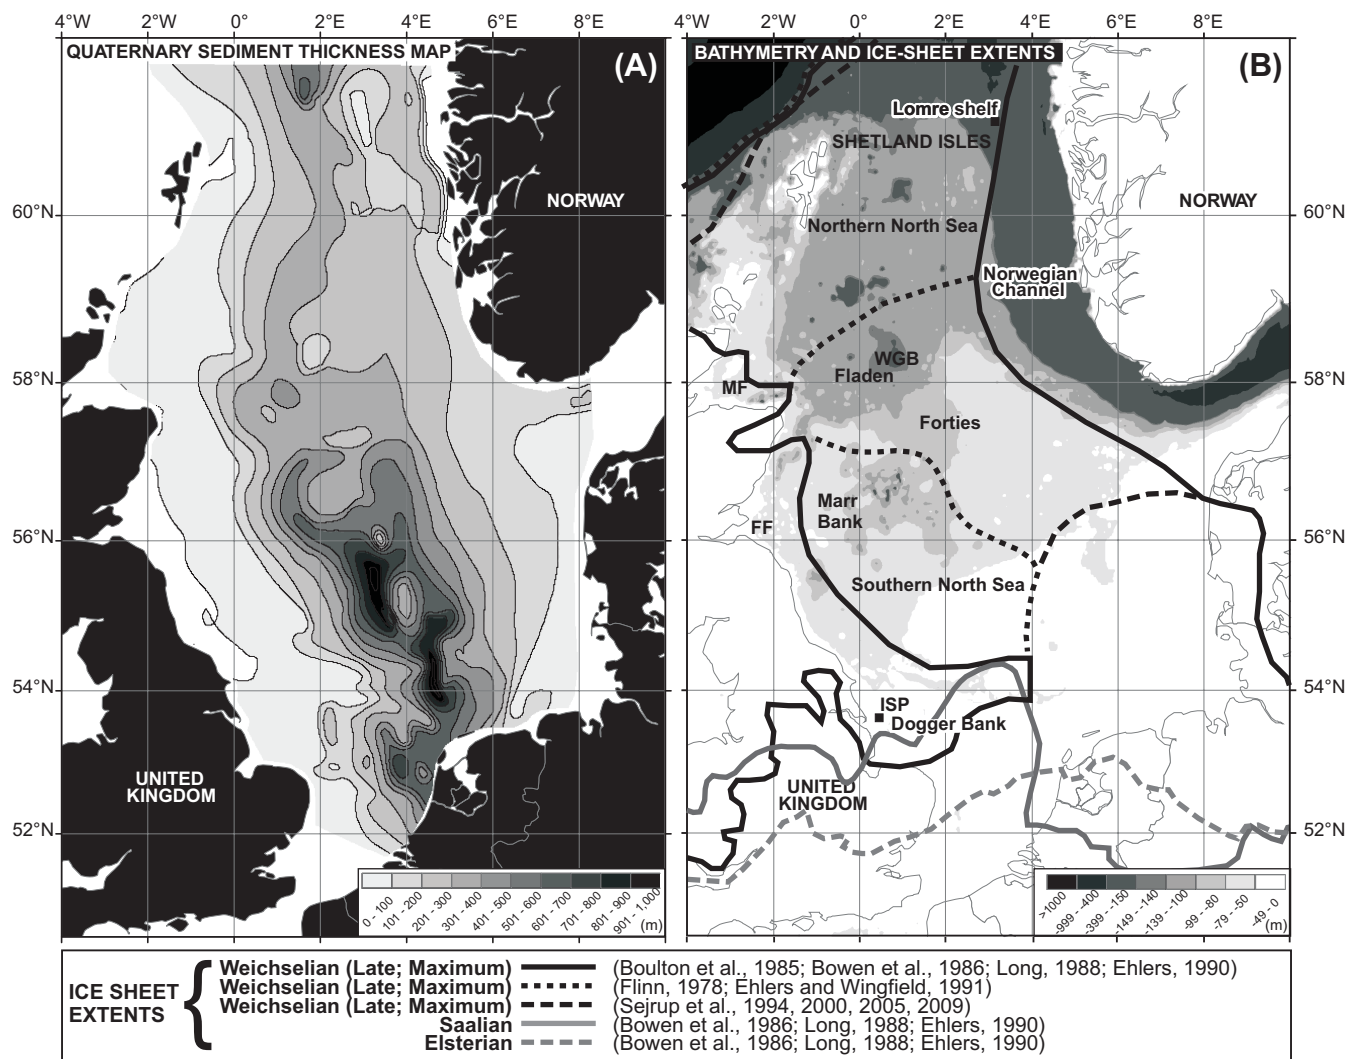 4°W 2°W 0° 2°E 4°E 6°E 8°E
4°W 2°W 0° 2°E 4°E 6°E 8°E
QUATERNARY SEDIMENT THICKNESS MAP
(A)
NORWAY
UNITED
KINGDOM
60°N
58°N
56°N
54°N
52°N
0 - 100
101 - 200
201 - 300
301 - 400
401 - 500
501 - 600
601 - 700
701 - 800
801 - 900
901 - 1,000
(m)
BATHYMETRY AND ICE-SHEET EXTENTS
(B)
Lomre shelf
SHETLAND ISLES
NORWAY
Northern North Sea
Norwegian
Channel
WGB
Fladen
MF
Forties
Marr
Bank
FF
Southern North Sea
ISP
Dogger Bank
UNITED
KINGDOM
60°N
58°N
56°N
54°N
52°N
>1000
-999 - -400
-399 - -150
-149 - -140
-139 - -100
-99 - -80
-79 - -50
-49 - 0
(m)
ICE SHEET
EXTENTS
Weichselian (Late; Maximum) (Boulton et al., 1985; Bowen et al., 1986; Long, 1988; Ehlers, 1990)
Weichselian (Late; Maximum) (Flinn, 1978; Ehlers and Wingfield, 1991)
Weichselian (Late; Maximum) (Sejrup et al., 1994, 2000, 2005, 2009)
Saalian (Bowen et al., 1986; Long, 1988; Ehlers, 1990)
Elsterian (Bowen et al., 1986; Long, 1988; Ehlers, 1990)